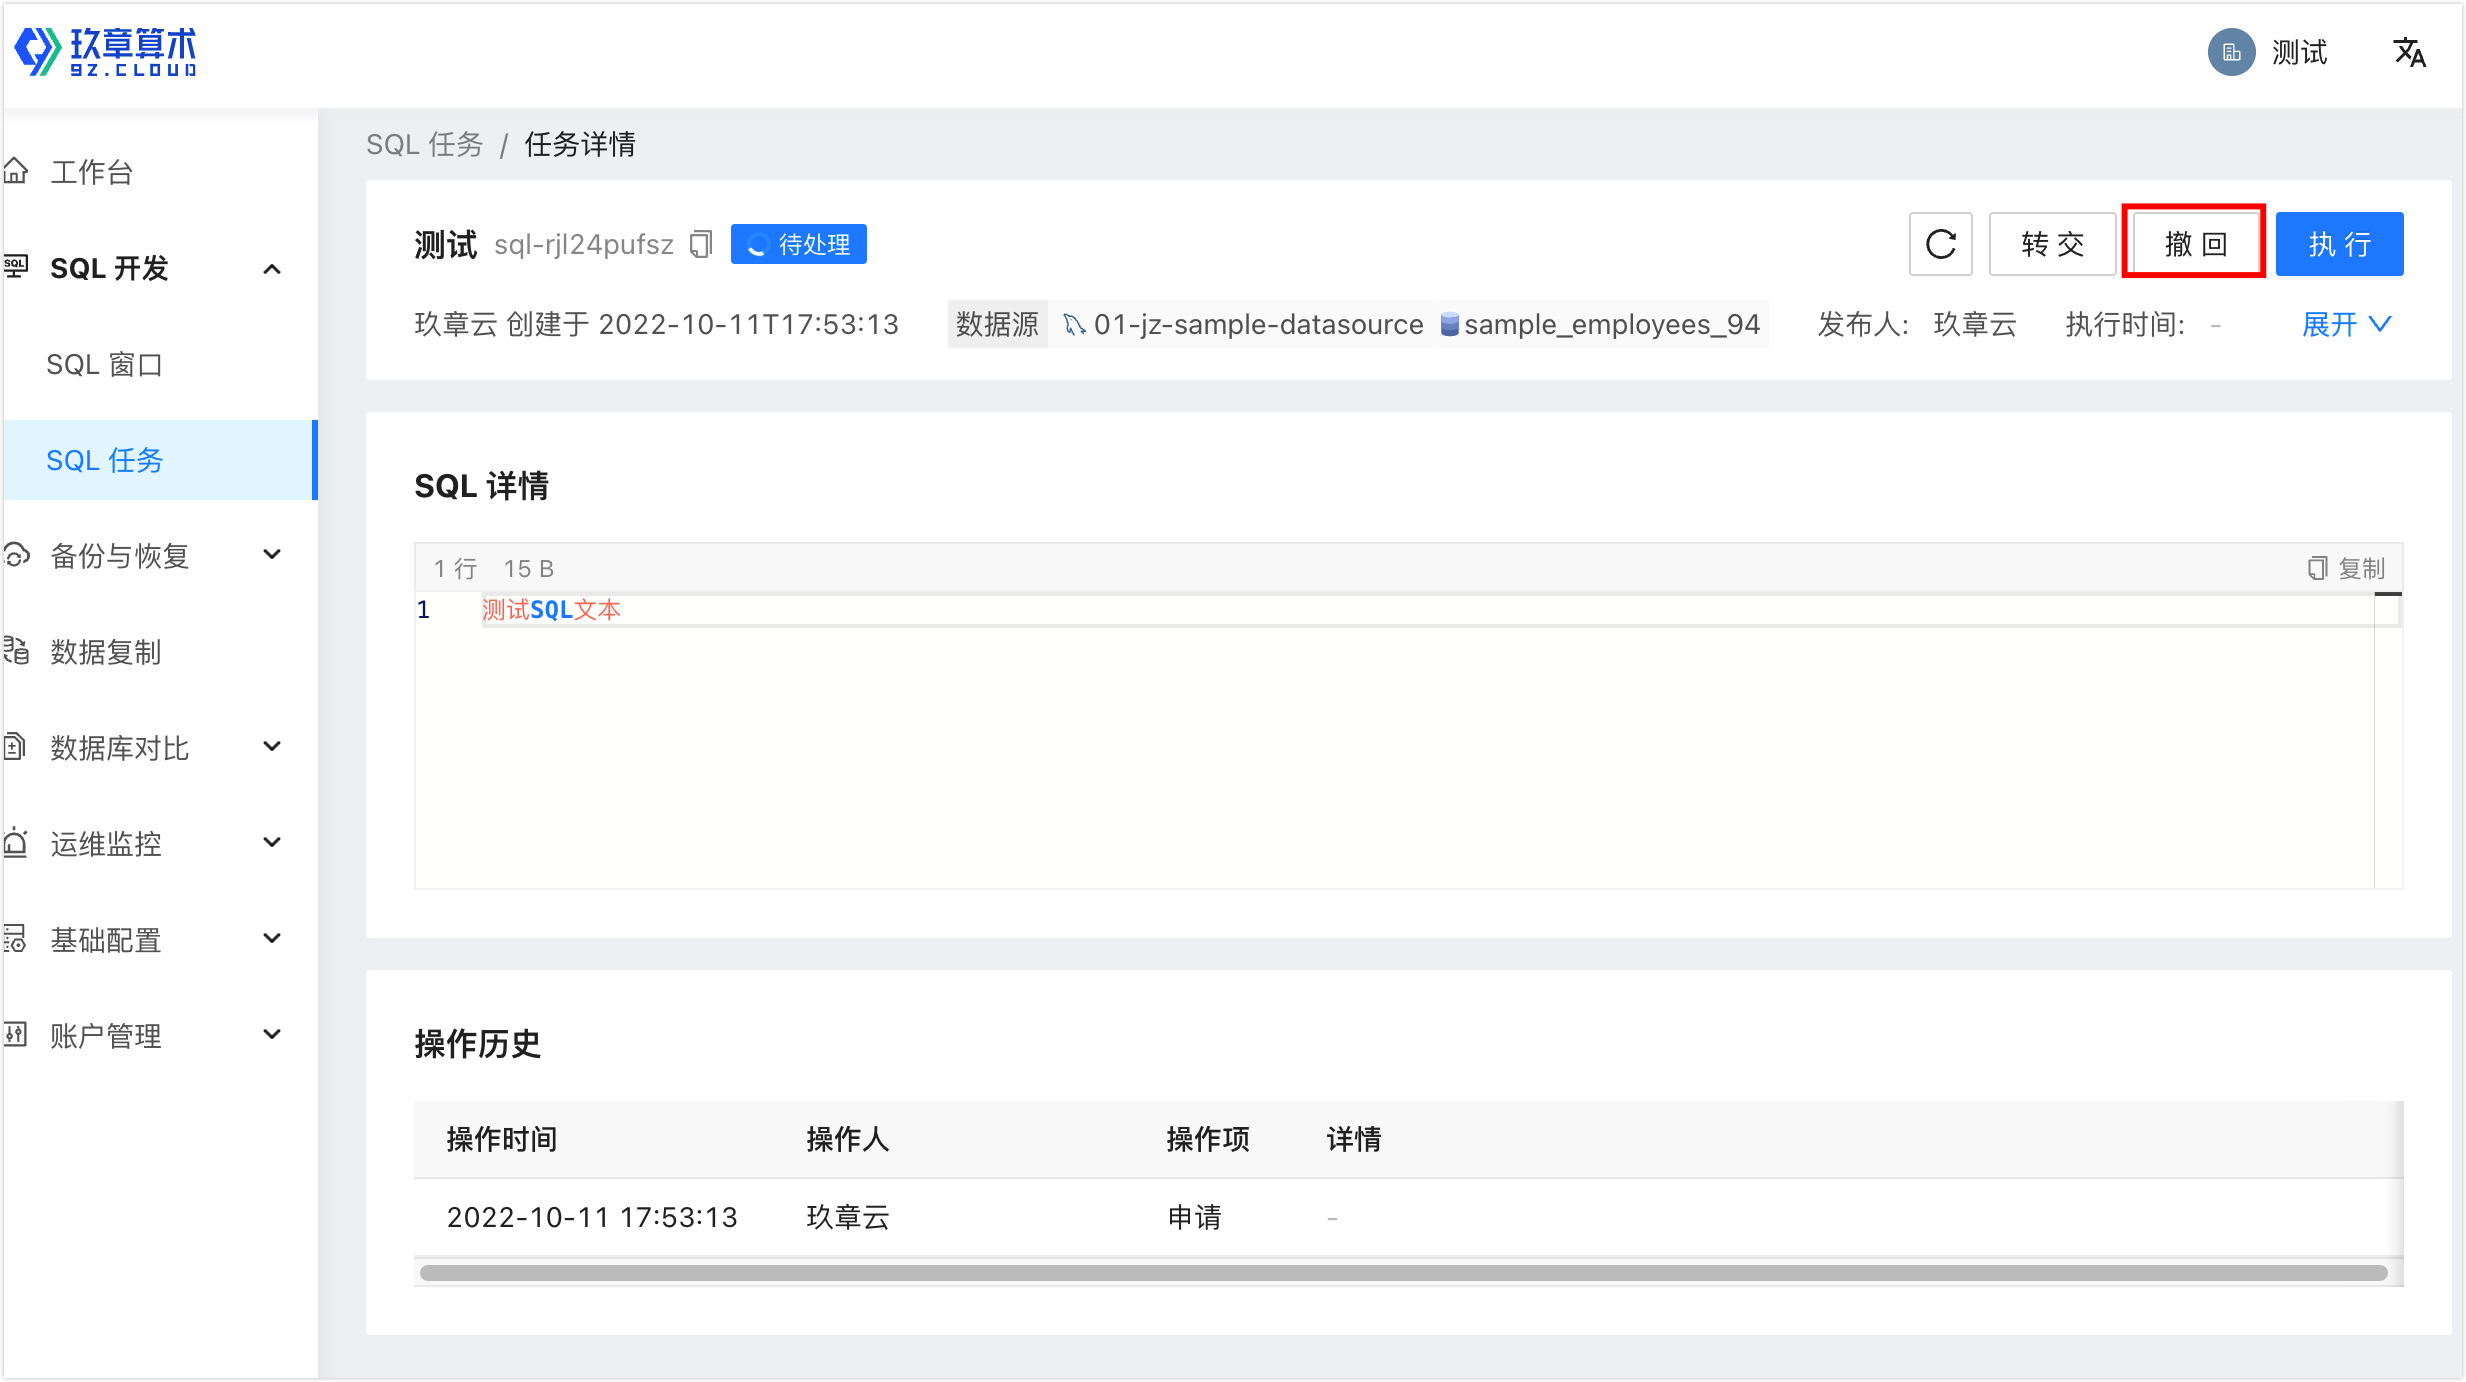 玖章算术
9Z.CLOUD
测试
工作台
SQL 开发
SQL 窗口
SQL 任务
备份与恢复
数据复制
数据库对比
运维监控
基础配置
账户管理
SQL 任务 / 任务详情
测试 sql-rjl24pufsz 待处理
转 交 撤 回 执 行
玖章云 创建于 2022-10-11T17:53:13 数据源 01-jz-sample-datasource sample_employees_94 发布人: 玖章云 执行时间: - 展开
SQL 详情
1 行 15 B 复制
1 测试SQL文本
操作历史
操作时间 操作人 操作项 详情
2022-10-11 17:53:13 玖章云 申请 -